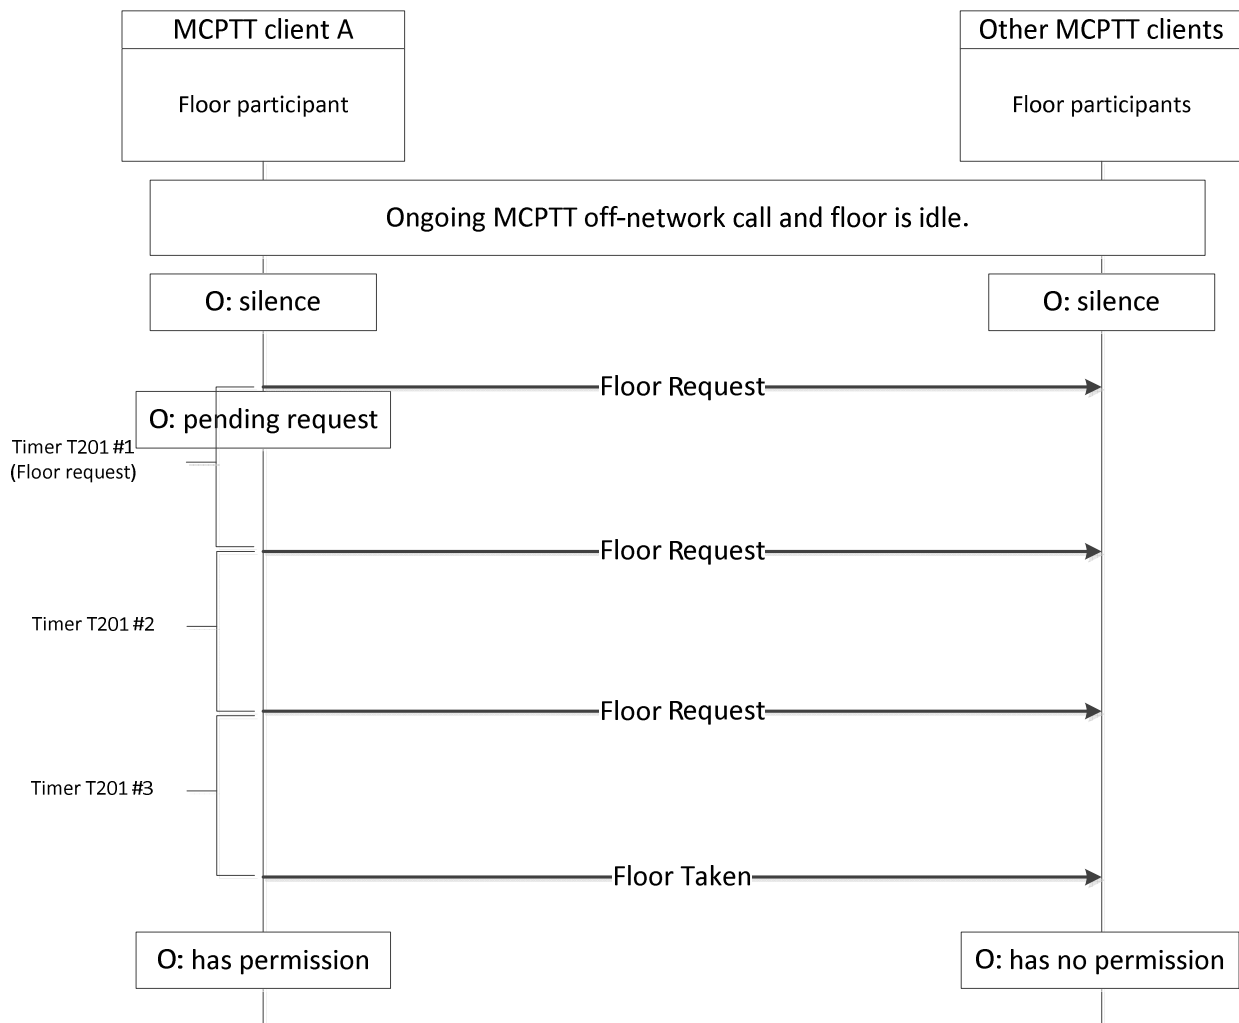 MCPTT client A
Other MCPTT clients
Floor participant
Floor participants
Ongoing MCPTT off-network call and floor is idle.
O: silence
O: silence
Floor Request
O: pending request
Timer T201 #1
(Floor request)
Floor Request
Timer T201 #2
Floor Request
Timer T201 #3
Floor Taken
O: has permission
O: has no permission